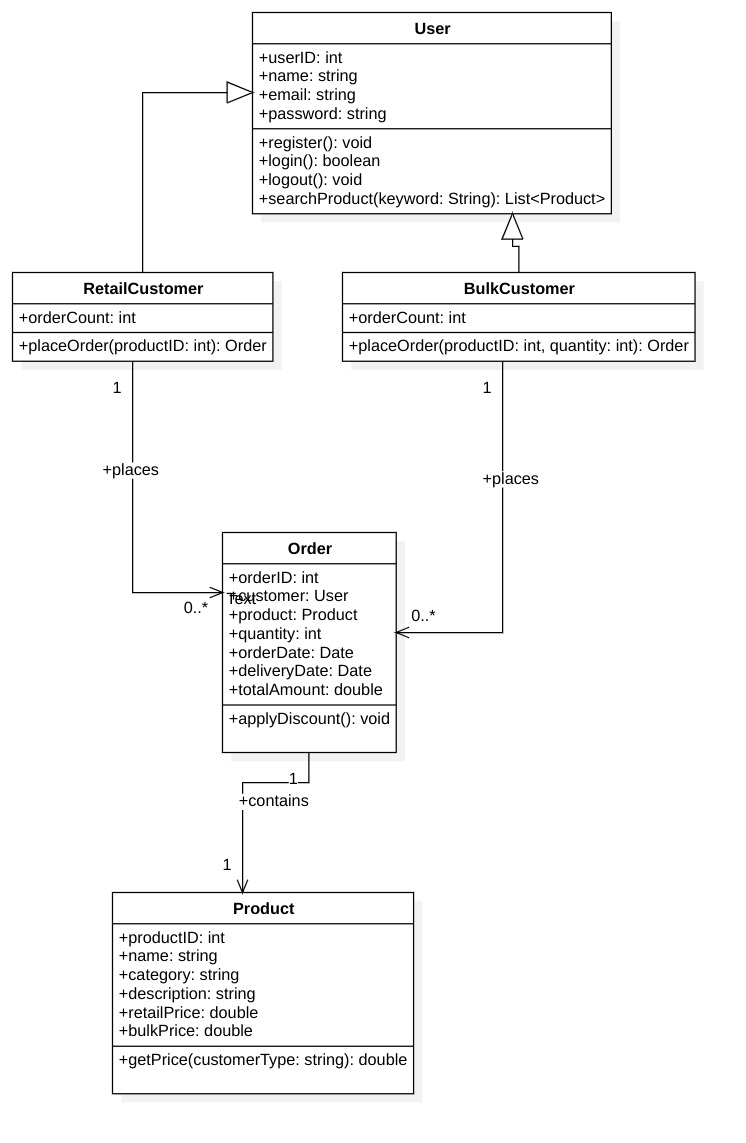 User
+userID: int
+name: string
+email: string
+password: string
+register(): void
+login(): boolean
+logout(): void
+searchProduct(keyword: String): List<Product>
RetailCustomer
+orderCount: int
+placeOrder(productID: int): Order
BulkCustomer
+orderCount: int
+placeOrder(productID: int, quantity: int): Order
1
1
+places
+places
Order
+orderID: int
+customer: User
Text
+product: Product
+quantity: int
+orderDate: Date
+deliveryDate: Date
+totalAmount: double
+applyDiscount(): void
0..*
0..*
1
+contains
1
Product
+productID: int
+name: string
+category: string
+description: string
+retailPrice: double
+bulkPrice: double
+getPrice(customerType: string): double